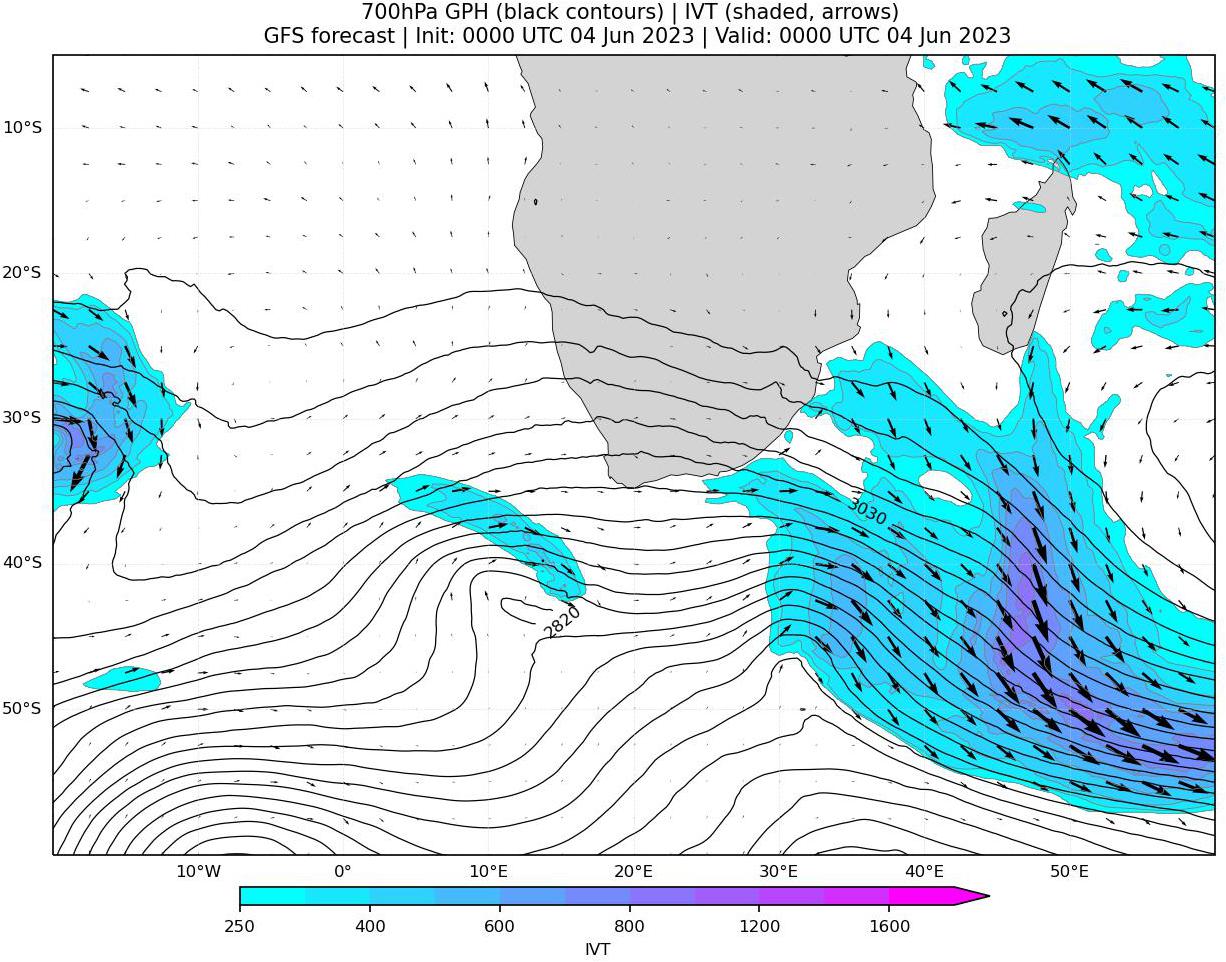 700hPa GPH (black contours) | IVT (shaded, arrows)
GFS forecast | Init: 0000 UTC 04 Jun 2023 | Valid: 0000 UTC 04 Jun 2023
10°S
20°S
30°S
3030
40°S
2820
50°S
10°W 0° 10°E 20°E 30°E 40°E 50°E
250 400 600 800 1200 1600
IVT